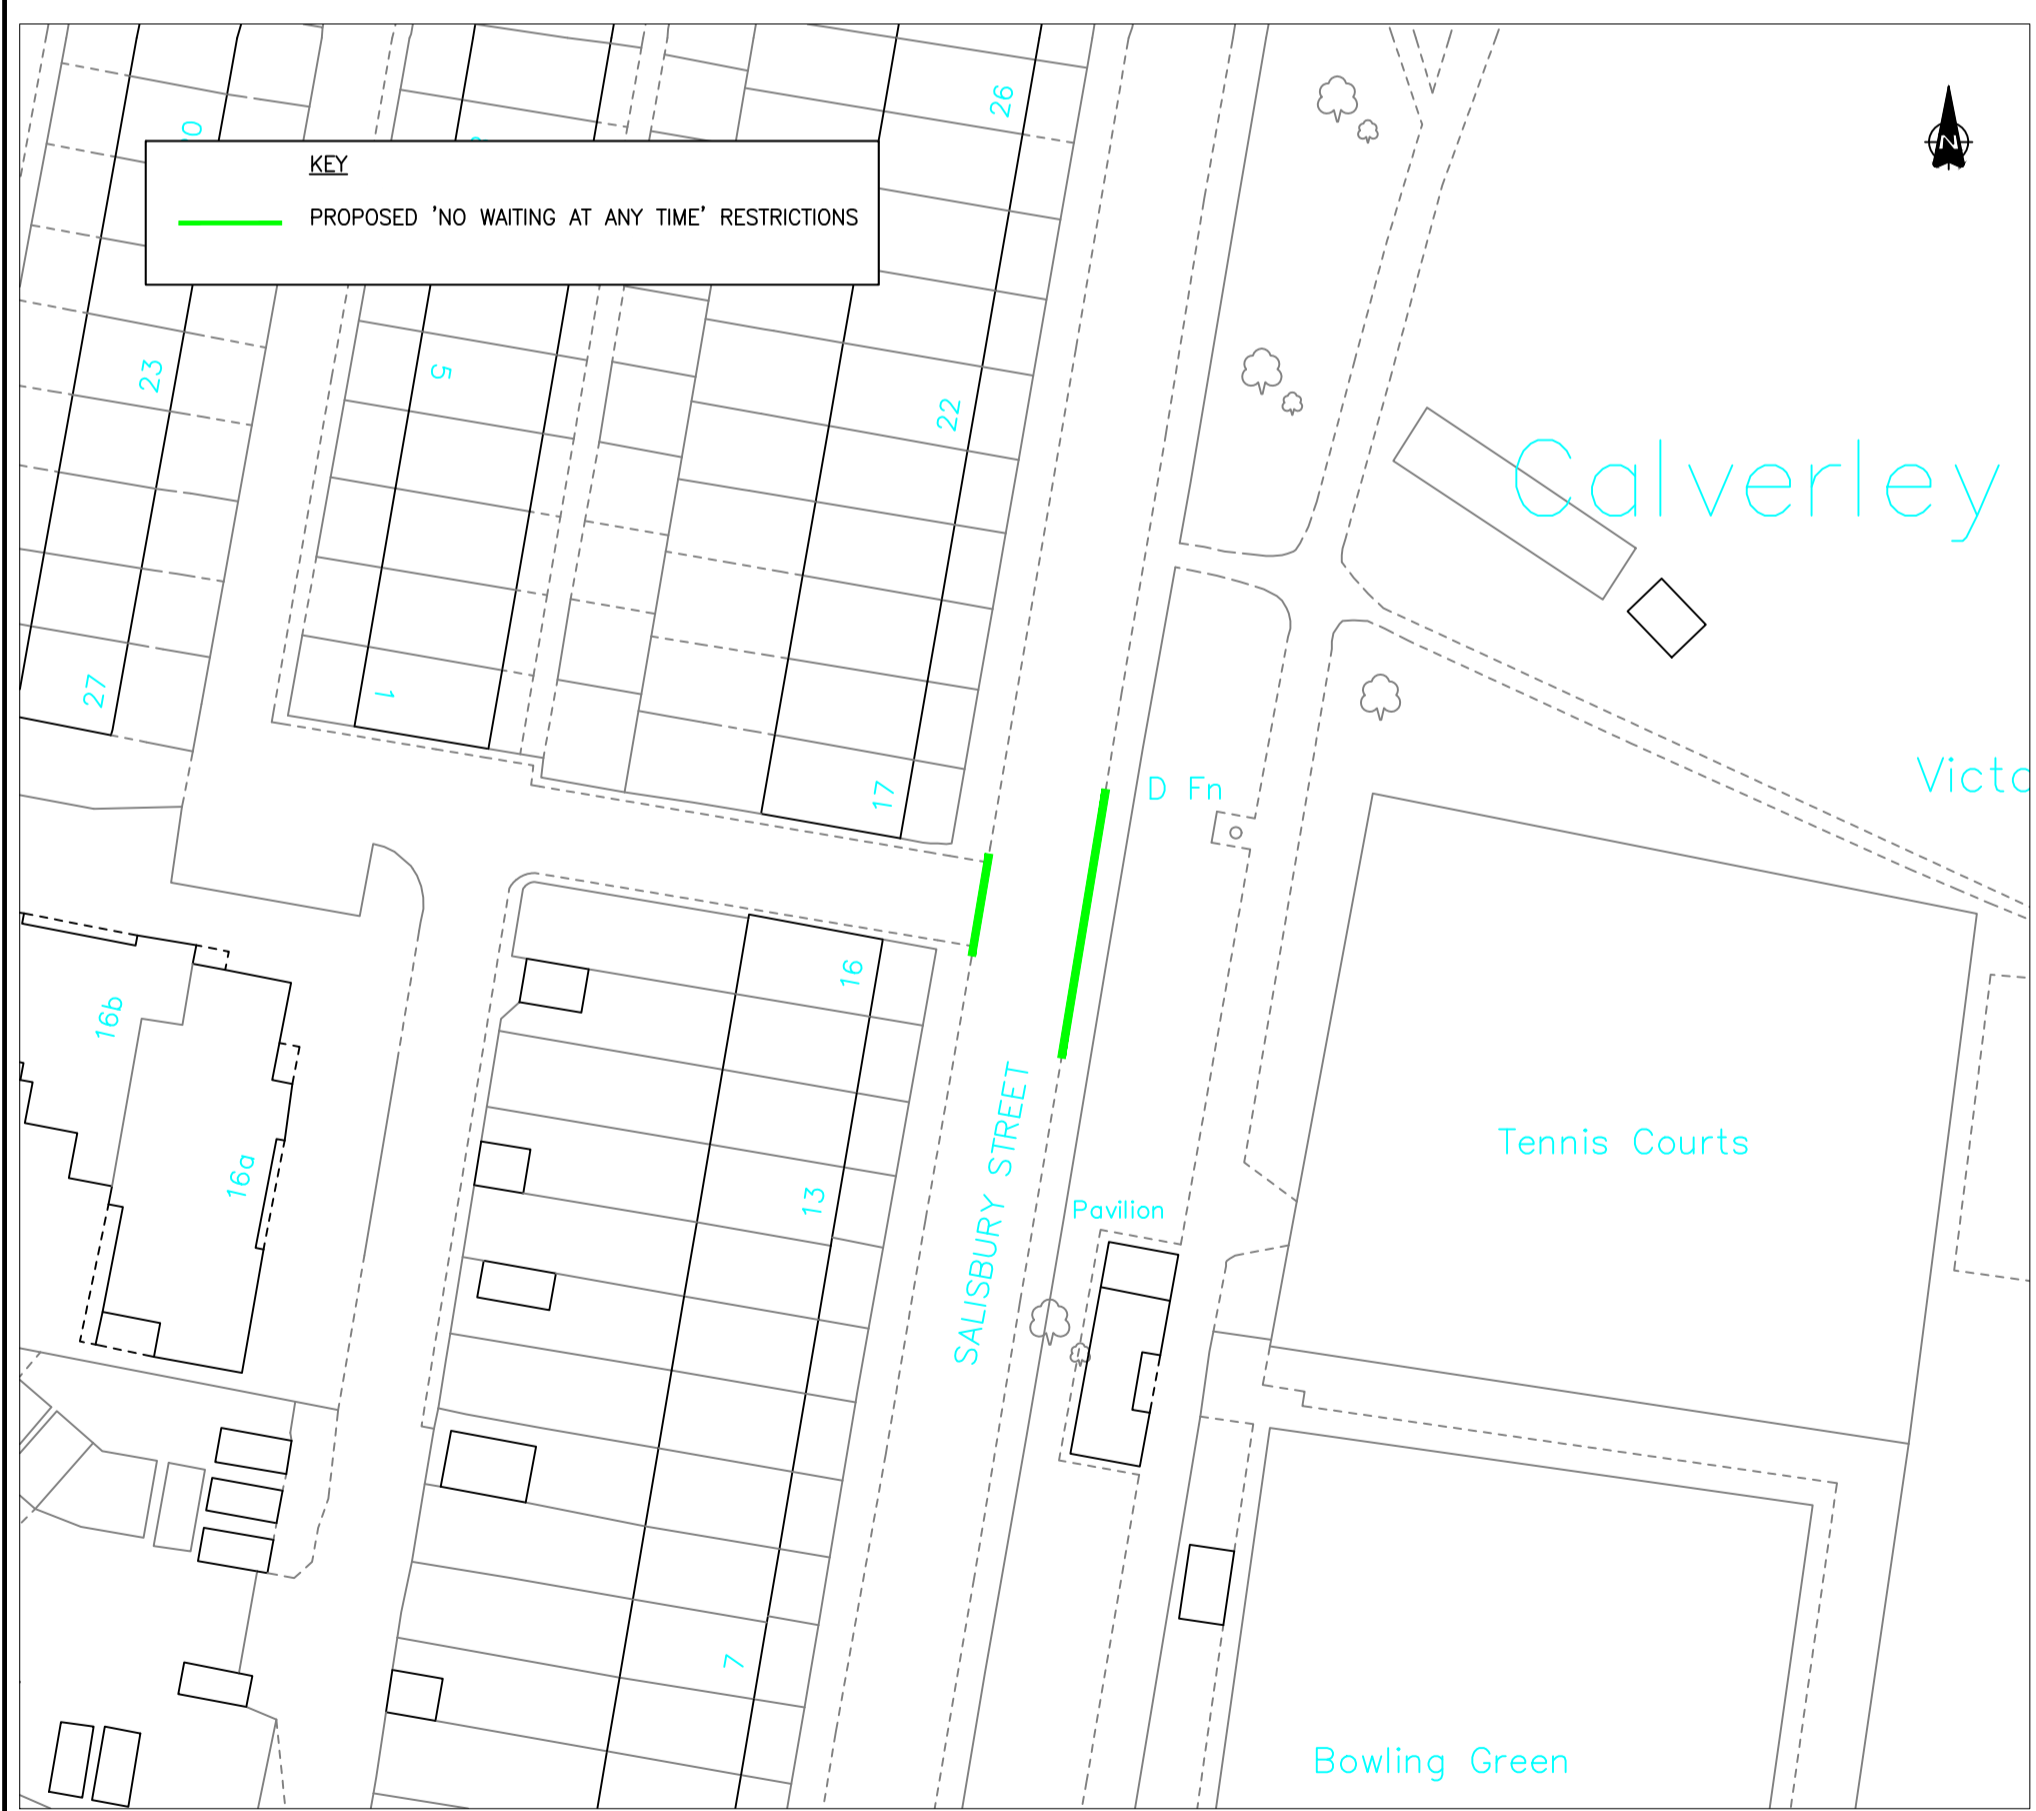 26
N
KEY
PROPOSED 'NO WAITING AT ANY TIME' RESTRICTIONS
23
5
22
Calverley
27
1
17
D Fn
Victo
16
16b
16a
13
SALISBURY STREET
Tennis Courts
Pavilion
7
Bowling Green